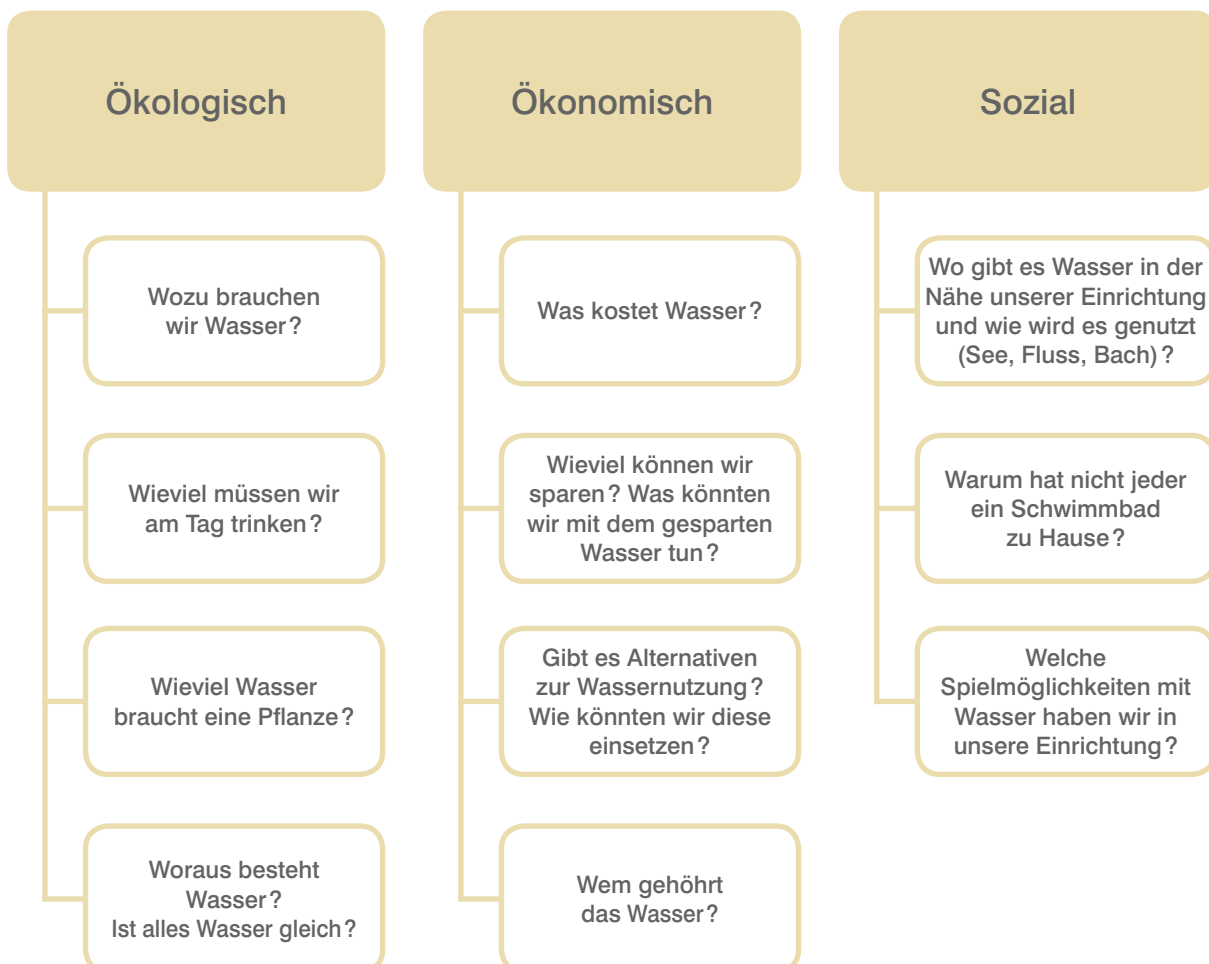 Ökologisch
Wozu brauchen
wir Wasser?
Wieviel müssen wir
am Tag trinken?
Wieviel Wasser
braucht eine Pflanze?
Woraus besteht
Wasser?
Ist alles Wasser gleich?
Ökonomisch
Was kostet Wasser?
Wieviel können wir
sparen? Was könnten
wir mit dem gesparten
Wasser tun?
Gibt es Alternativen
zur Wassernutzung?
Wie könnten wir diese
einsetzen?
Wem gehöhrt
das Wasser?
Sozial
Wo gibt es Wasser in der
Nähe unserer Einrichtung
und wie wird es genutzt
(See, Fluss, Bach)?
Warum hat nicht jeder
ein Schwimmbad
zu Hause?
Welche
Spielmöglichkeiten mit
Wasser haben wir in
unsere Einrichtung?